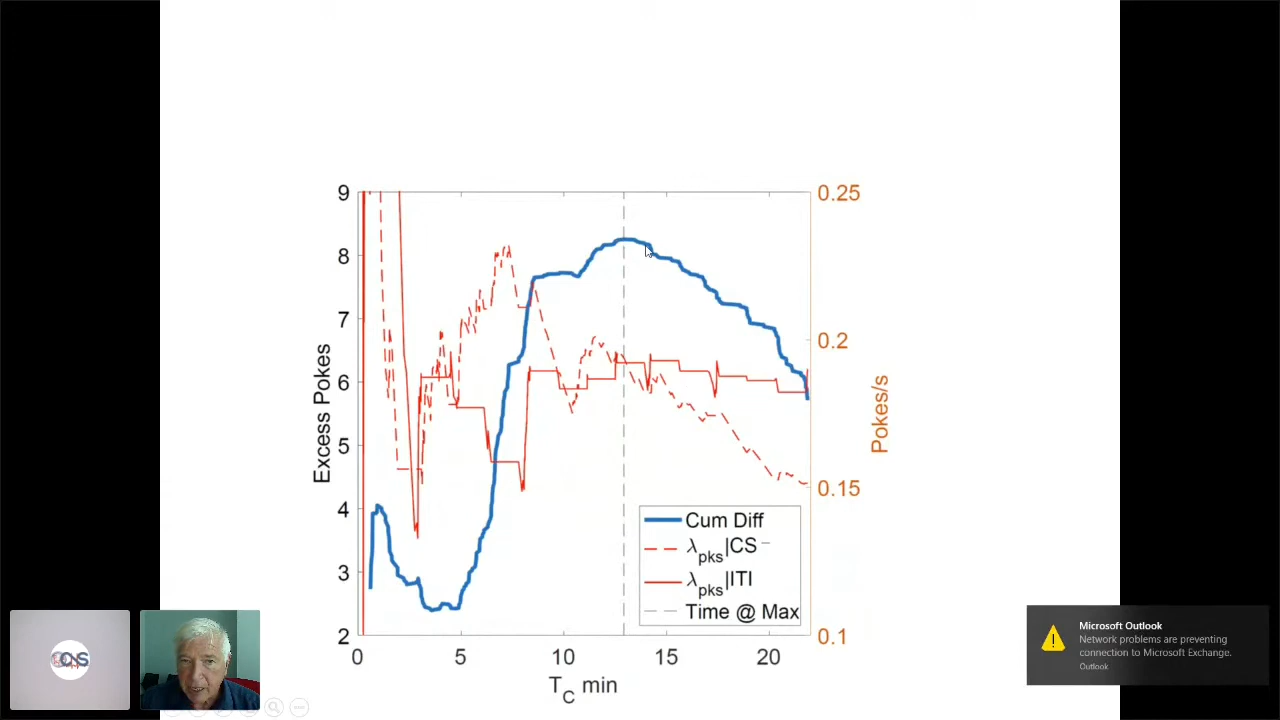 9
8
7
6
5
4
3
2
Excess Pokes
0.25
0.2
0.15
0.1
Pokes/s
0
5
10
15
20
T_C min
Cum Diff
λ_pks|CS⁻
λ_pks|ITI
Time @ Max
Microsoft Outlook
Network problems are preventing
connection to Microsoft Exchange.
Outlook